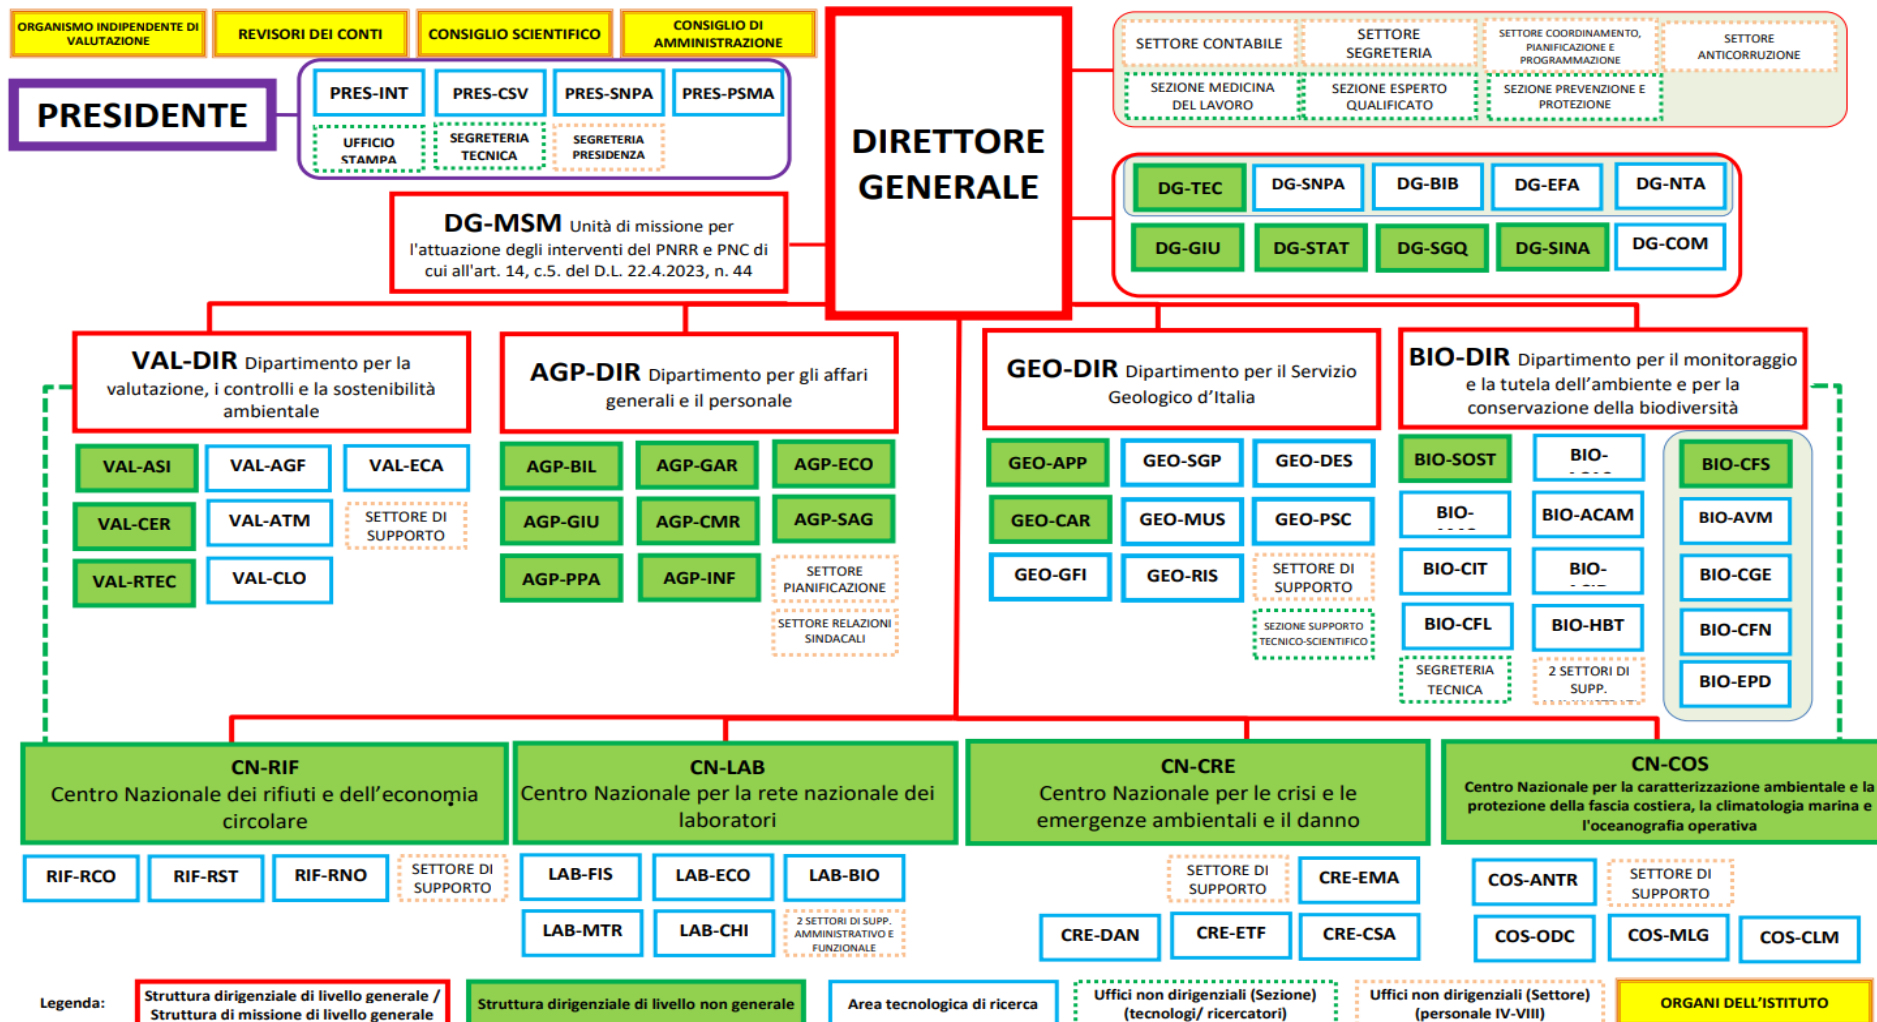 ORGANISMO INDIPENDENTE DI
VALUTAZIONE
REVISORI DEI CONTI
CONSIGLIO SCIENTIFICO
CONSIGLIO DI
AMMINISTRAZIONE
PRESIDENTE
PRES-INT
PRES-CSV
PRES-SNPA
PRES-PSMA
UFFICIO
STAMPA
SEGRETERIA
TECNICA
SEGRETERIA
PRESIDENZA
DIRETTORE
GENERALE
SETTORE CONTABILE
SETTORE
SEGRETERIA
SETTORE COORDINAMENTO,
PIANIFICAZIONE E
PROGRAMMAZIONE
SETTORE
ANTICORRUZIONE
SEZIONE MEDICINA
DEL LAVORO
SEZIONE ESPERTO
QUALIFICATO
SEZIONE PREVENZIONE E
PROTEZIONE
DG-TEC
DG-SNPA
DG-BIB
DG-EFA
DG-NTA
DG-GIU
DG-STAT
DG-SGQ
DG-SINA
DG-COM
DG-MSM Unità di missione per
l'attuazione degli interventi del PNRR e PNC di
cui all'art. 14, c.5. del D.L. 22.4.2023, n. 44
VAL-DIR Dipartimento per la
valutazione, i controlli e la sostenibilità
ambientale
AGP-DIR Dipartimento per gli affari
generali e il personale
GEO-DIR Dipartimento per il Servizio
Geologico d’Italia
BIO-DIR Dipartimento per il monitoraggio
e la tutela dell’ambiente e per la
conservazione della biodiversità
VAL-ASI
VAL-AGF
VAL-ECA
VAL-CER
VAL-ATM
SETTORE DI
SUPPORTO
VAL-RTEC
VAL-CLO
AGP-BIL
AGP-GAR
AGP-ECO
AGP-GIU
AGP-CMR
AGP-SAG
AGP-PPA
AGP-INF
SETTORE
PIANIFICAZIONE
SETTORE RELAZIONI
SINDACALI
GEO-APP
GEO-SGP
GEO-DES
GEO-CAR
GEO-MUS
GEO-PSC
GEO-GFI
GEO-RIS
SETTORE DI
SUPPORTO
SEZIONE SUPPORTO
TECNICO-SCIENTIFICO
BIO-SOST
BIO-
BIO-CFS
BIO-
BIO-ACAM
BIO-AVM
BIO-CIT
BIO-
BIO-CGE
BIO-CFL
BIO-HBT
BIO-CFN
SEGRETERIA
TECNICA
2 SETTORI DI
SUPP.
BIO-EPD
CN-RIF
Centro Nazionale dei rifiuti e dell’economia
circolare
CN-LAB
Centro Nazionale per la rete nazionale dei
laboratori
CN-CRE
Centro Nazionale per le crisi e le
emergenze ambientali e il danno
CN-COS
Centro Nazionale per la caratterizzazione ambientale e la
protezione della fascia costiera, la climatologia marina e
l'oceanografia operativa
RIF-RCO
RIF-RST
RIF-RNO
SETTORE DI
SUPPORTO
LAB-FIS
LAB-ECO
LAB-BIO
LAB-MTR
LAB-CHI
2 SETTORI DI SUPP.
AMMINISTRATIVO E
FUNZIONALE
SETTORE DI
SUPPORTO
CRE-EMA
CRE-DAN
CRE-ETF
CRE-CSA
COS-ANTR
SETTORE DI
SUPPORTO
COS-ODC
COS-MLG
COS-CLM
Legenda:
Struttura dirigenziale di livello generale /
Struttura di missione di livello generale
Struttura dirigenziale di livello non generale
Area tecnologica di ricerca
Uffici non dirigenziali (Sezione)
(tecnologi/ ricercatori)
Uffici non dirigenziali (Settore)
(personale IV-VIII)
ORGANI DELL'ISTITUTO